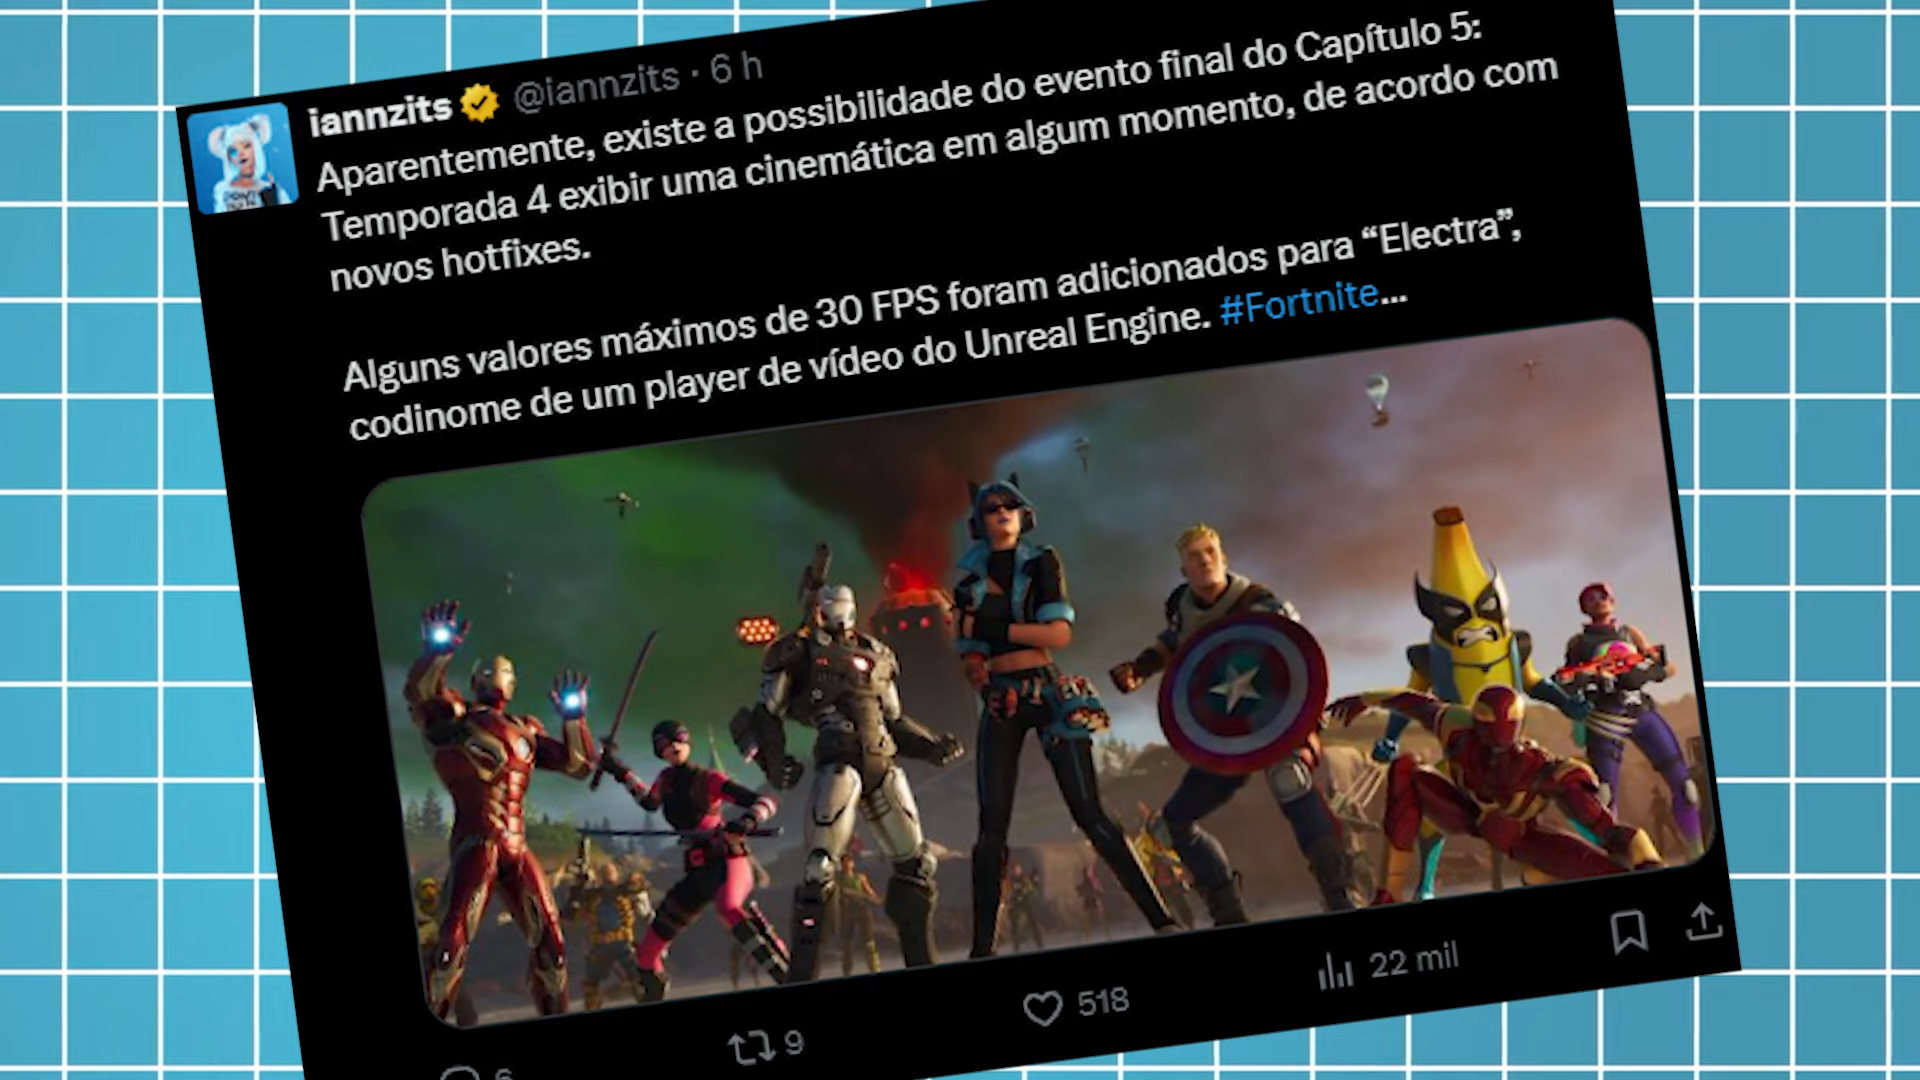 iannzits @iannzits · 6 h
Aparentemente, existe a possibilidade do evento final do Capítulo 5:
Temporada 4 exibir uma cinemática em algum momento, de acordo com
novos hotfixes.
Alguns valores máximos de 30 FPS foram adicionados para “Electra”,
codinome de um player de vídeo do Unreal Engine. #Fortnite...
6 9 518 22 mil